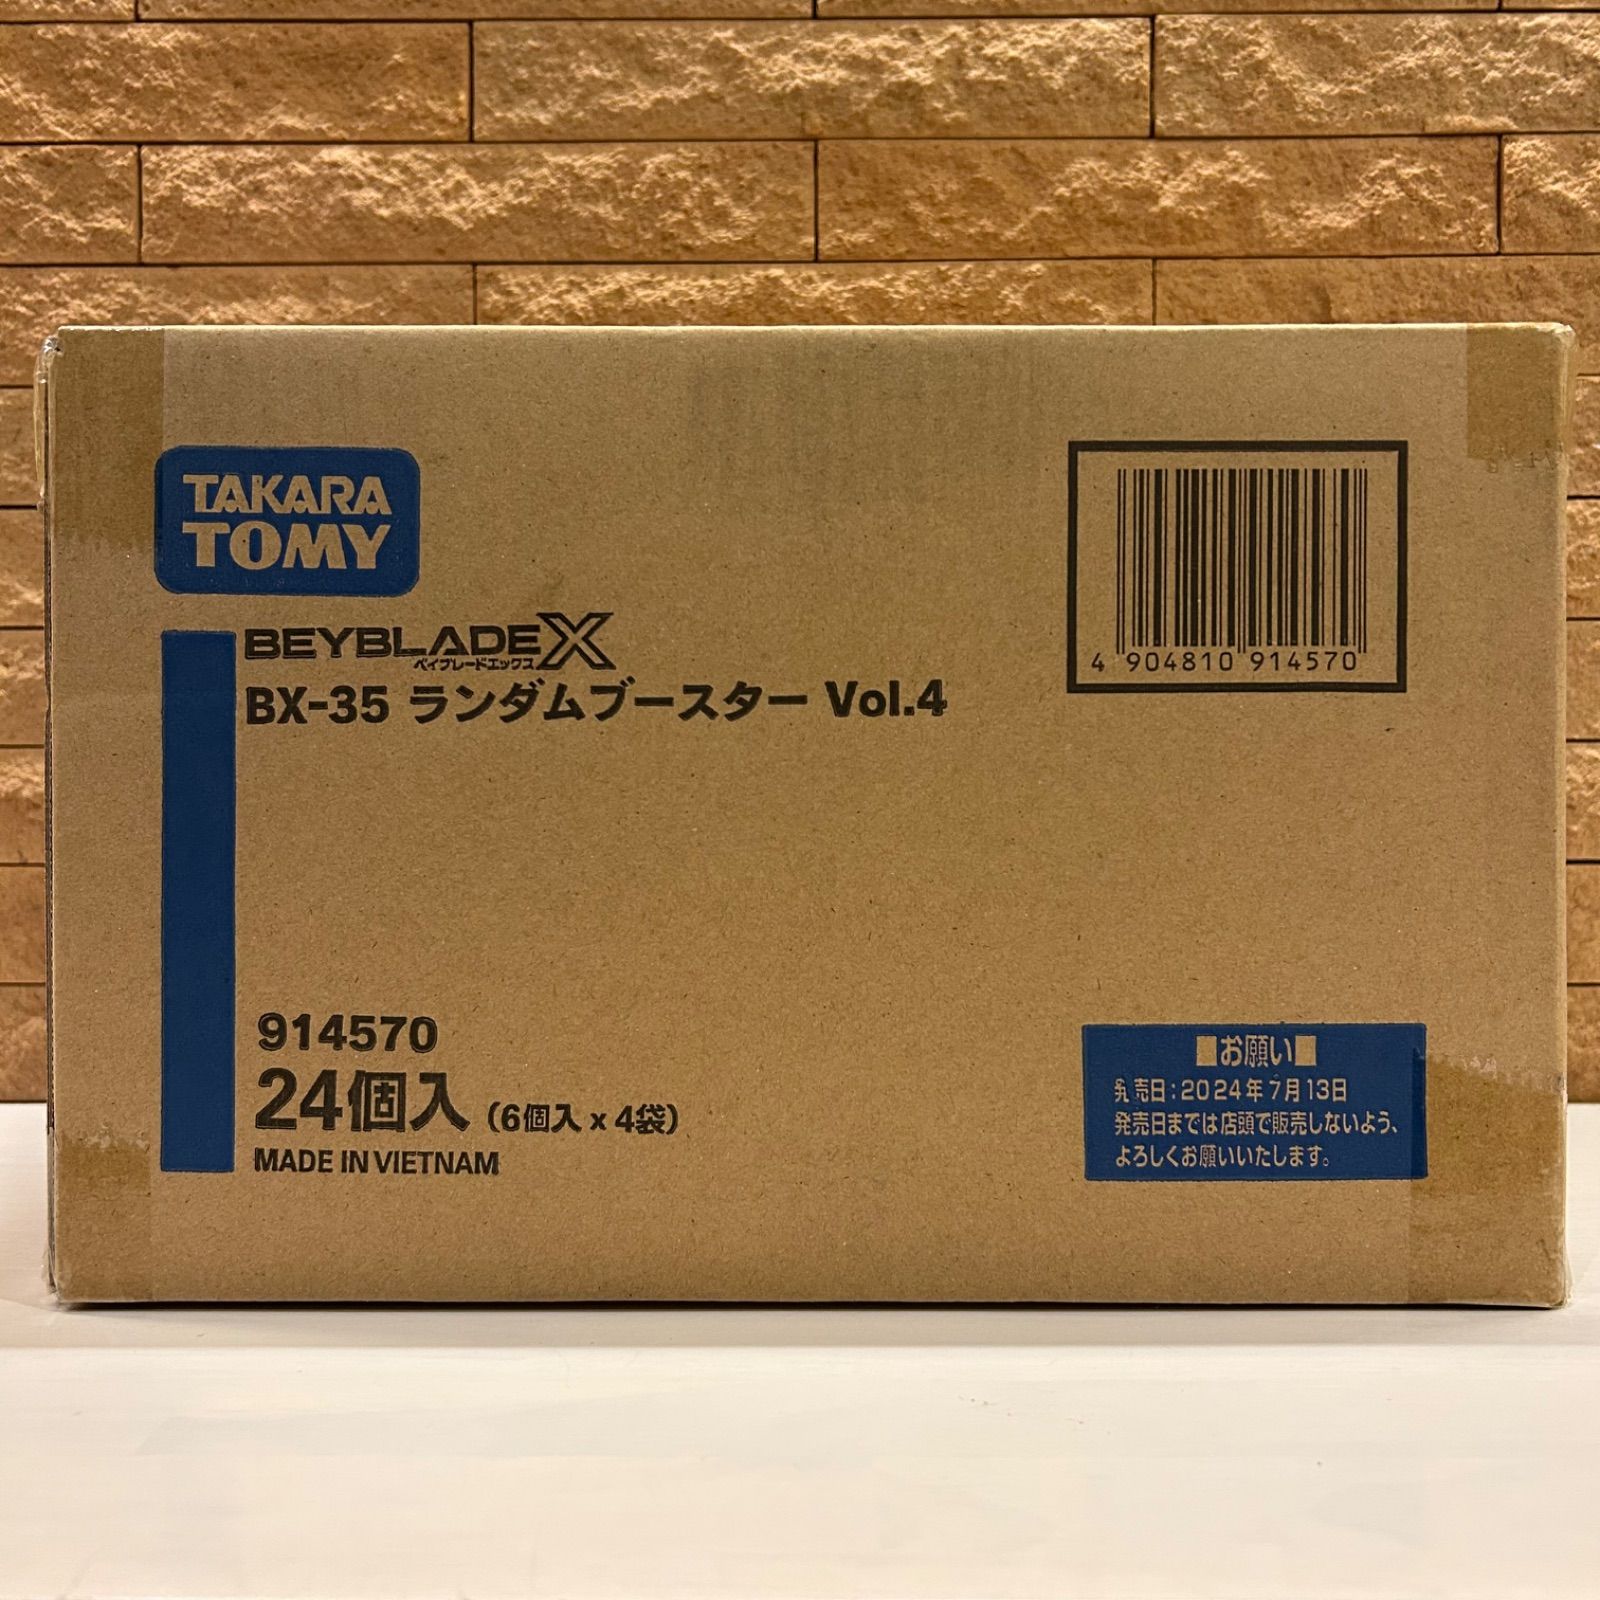 TAKARA
TOMY
BEYBLADE X
ベイブレードエックス
BX-35 ランダムブースター Vol.4
4 904810 914570
914570
24個入 (6個入 x 4袋)
MADE IN VIETNAM
■お願い■
発売日:2024年7月13日
発売日までは店頭で販売しないよう、
よろしくお願いいたします。